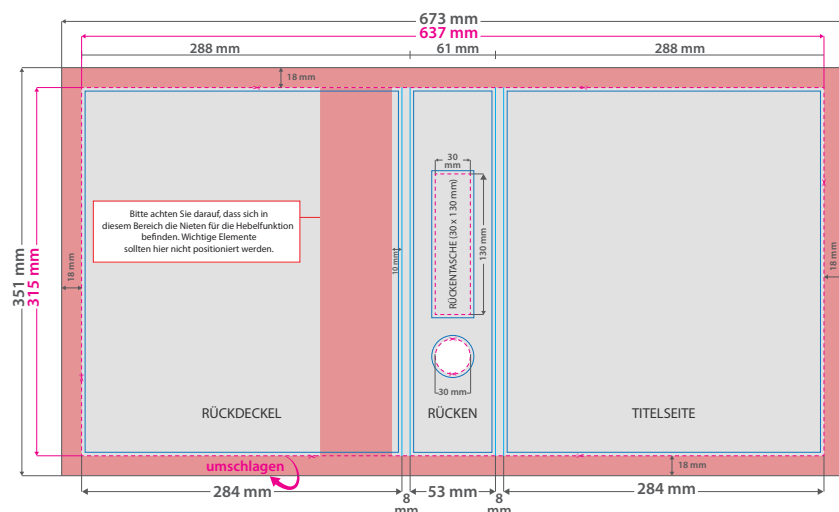 673 mm
637 mm
288 mm
61 mm
288 mm
18 mm
30
mm
Bitte achten Sie darauf, dass sich in
diesem Bereich die Nieten für die Hebelfunktion
befinden. Wichtige Elemente
sollten hier nicht positioniert werden.
RÜCKENTASCHE (30 x 130 mm)
130 mm
10 mm
18 mm
18 mm
351 mm
315 mm
30 mm
RÜCKDECKEL
RÜCKEN
TITELSEITE
umschlagen
18 mm
284 mm
8
mm
53 mm
8
mm
284 mm